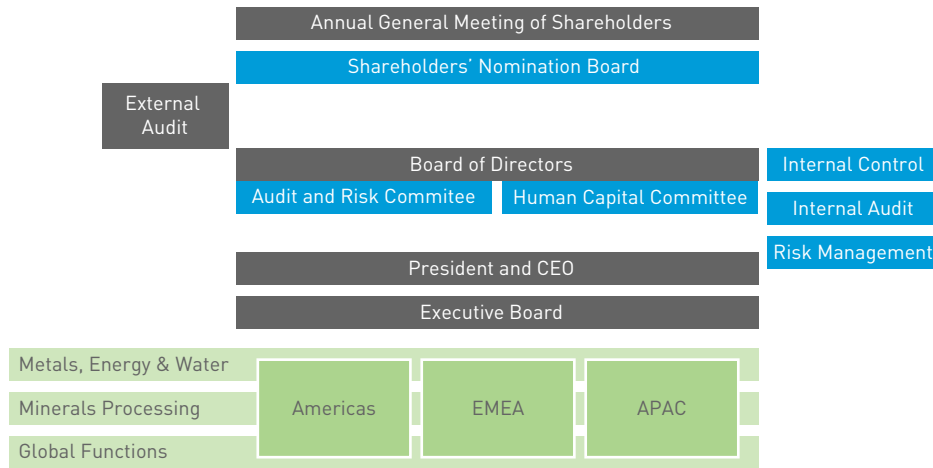 Annual General Meeting of Shareholders
Shareholders’ Nomination Board
External
Audit
Board of Directors
Internal Control
Audit and Risk Commitee
Human Capital Committee
Internal Audit
Risk Management
President and CEO
Executive Board
Metals, Energy & Water
Minerals Processing
Global Functions
Americas
EMEA
APAC